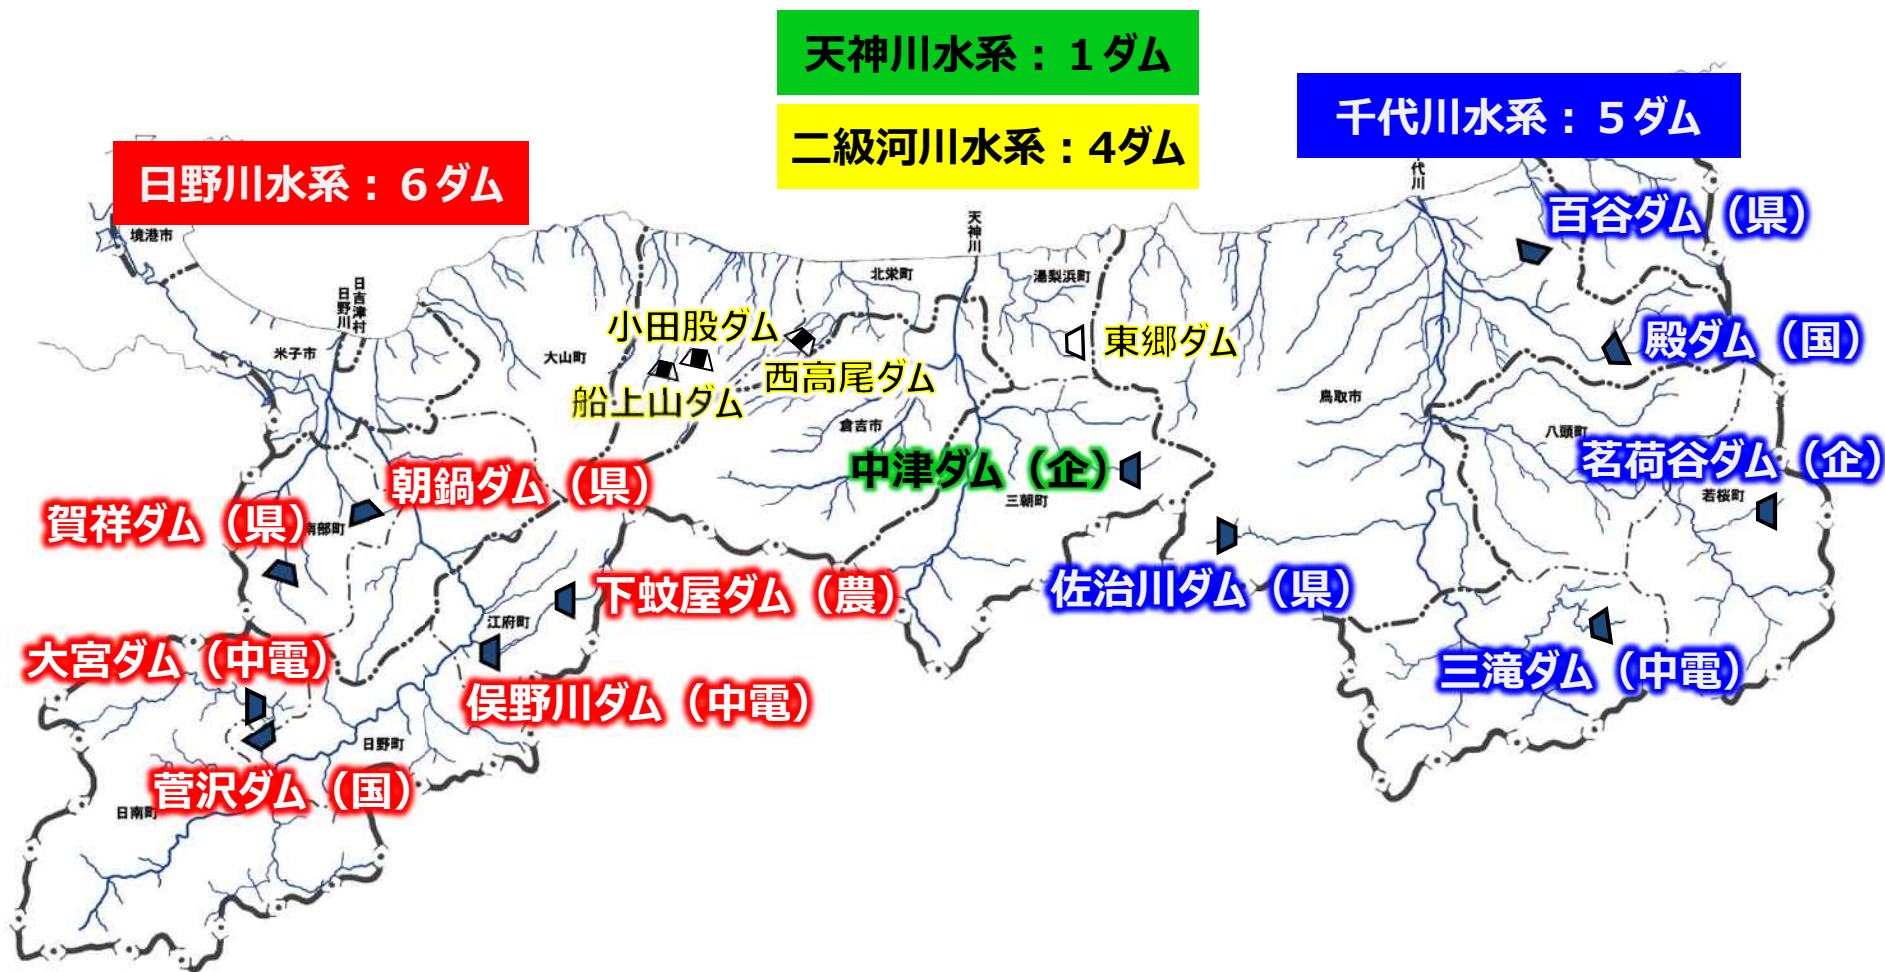 天神川水系：１ダム
二級河川水系：4ダム
千代川水系：５ダム
日野川水系：６ダム
代川
百谷ダム（県）
天神川
境港市
北栄町
湯梨浜町
日吉津村
日野川
小田股ダム
殿ダム（国）
東郷ダム
米子市
大山町
西高尾ダム
船上山ダム
鳥取市
倉吉市
八頭町
茗荷谷ダム（企）
中津ダム（企）
朝鍋ダム（県）
三朝町
若桜町
賀祥ダム（県）
南部町
佐治川ダム（県）
下蚊屋ダム（農）
江府町
大宮ダム（中電）
三滝ダム（中電）
俣野川ダム（中電）
日野町
菅沢ダム（国）
日南町